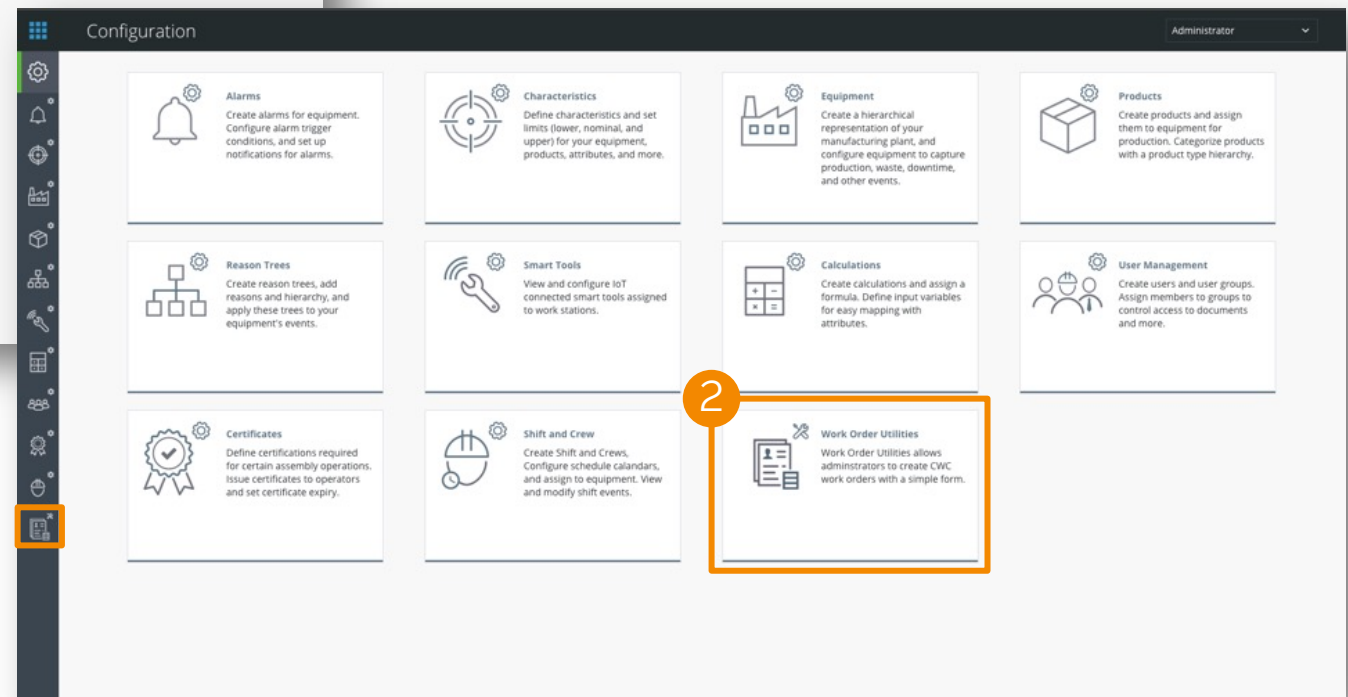 Configuration
Administrator
Alarms
Create alarms for equipment.
Configure alarm trigger
conditions, and set up
notifications for alarms.
Characteristics
Define characteristics and set
limits (lower, nominal, and
upper) for your equipment,
products, attributes, and more.
Equipment
Create a hierarchical
representation of your
manufacturing plant, and
configure equipment to capture
production, waste, downtime,
and other events.
Products
Create products and assign
them to equipment for
production. Categorize products
with a product type hierarchy.
Reason Trees
Create reason trees, add
reasons and hierarchy, and
apply these trees to your
equipment's events.
Smart Tools
View and configure IoT
connected smart tools assigned
to work stations.
Calculations
Create calculations and assign a
formula. Define input variables
for easy mapping with
attributes.
User Management
Create users and user groups.
Assign members to groups to
control access to documents
and more.
Certificates
Define certifications required
for certain assembly operations.
Issue certificates to operators
and set certificate expiry.
Shift and Crew
Create Shift and Crews,
Configure schedule calandars,
and assign to equipment. View
and modify shift events.
2
Work Order Utilities
Work Order Utilities allows
adminstrators to create CWC
work orders with a simple form.